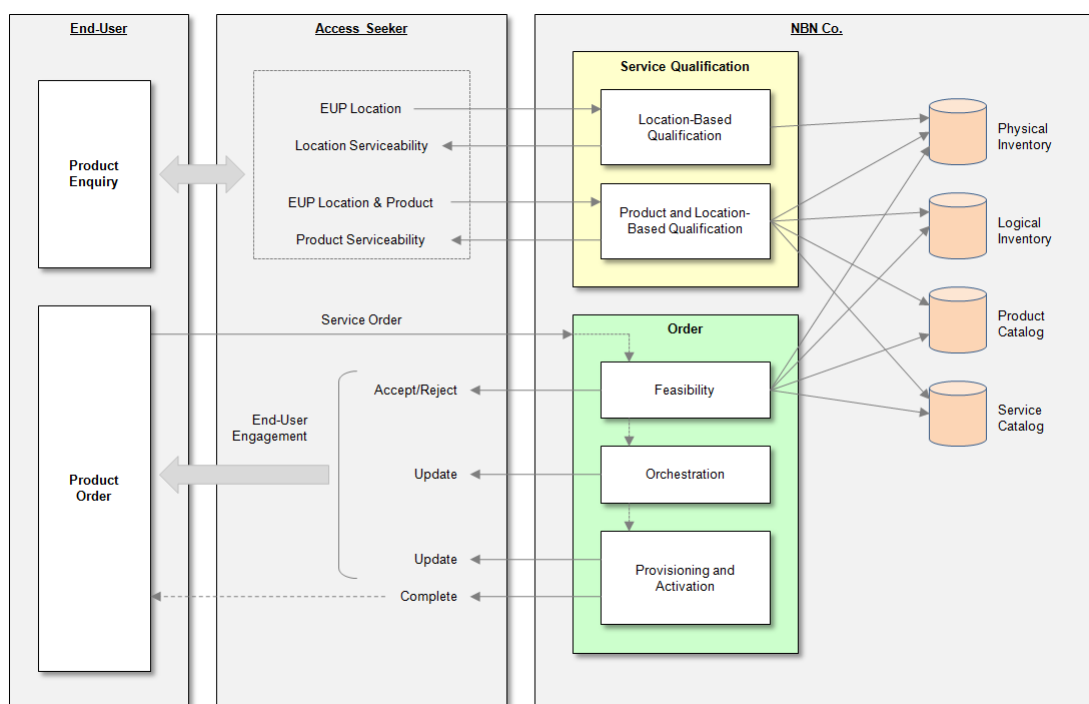 End-User
Access Seeker
NBN Co.
Service Qualification
EUP Location
Location-Based
Qualification
Physical
Inventory
Location Serviceability
Product
Enquiry
EUP Location & Product
Product and Location-
Based Qualification
Logical
Inventory
Product Serviceability
Service Order
Order
Product
Catalog
Accept/Reject
Feasibility
Service
Catalog
End-User
Engagement
Update
Orchestration
Product
Order
Update
Provisioning and
Activation
Complete